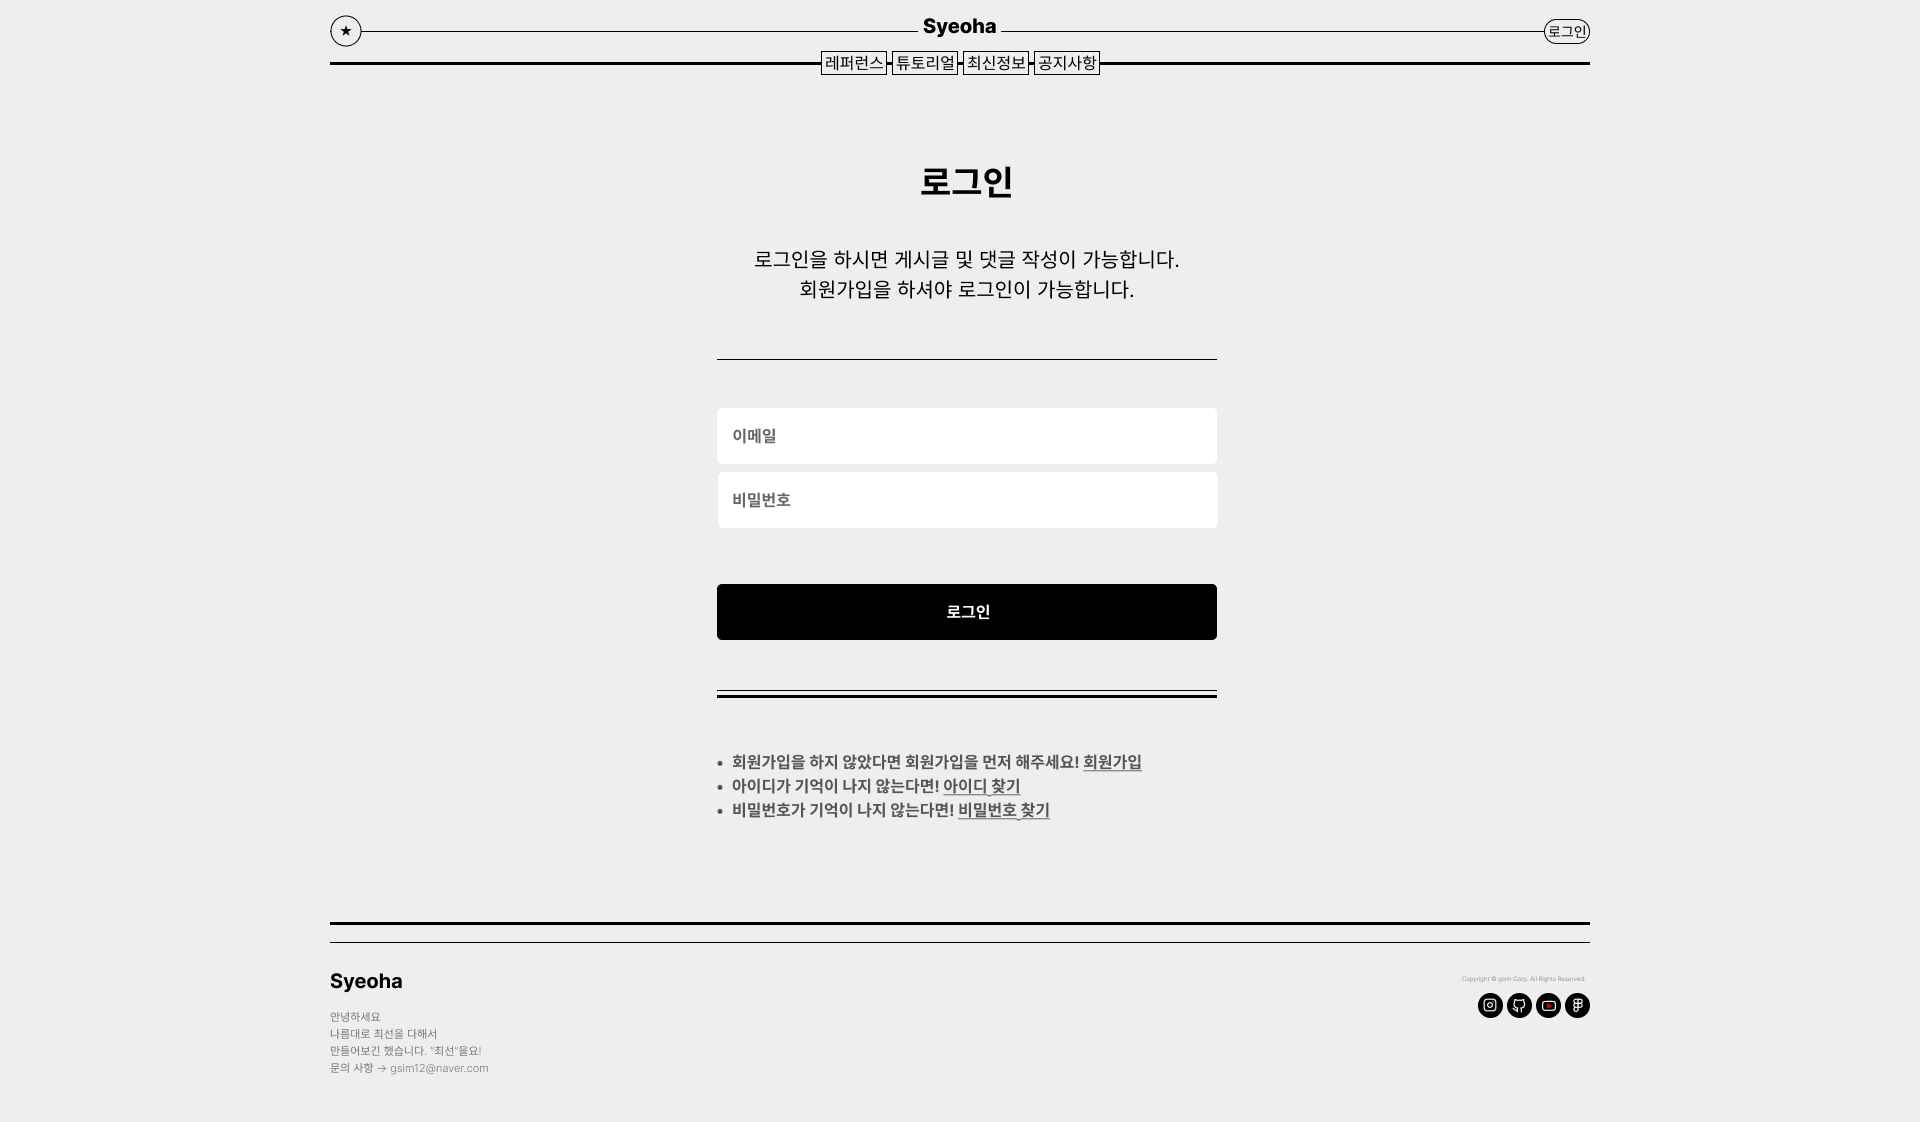 ★
Syeoha
로그인
레퍼런스 튜토리얼 최신정보 공지사항
로그인
로그인을 하시면 게시글 및 댓글 작성이 가능합니다.
회원가입을 하셔야 로그인이 가능합니다.
이메일
비밀번호
로그인
• 회원가입을 하지 않았다면 회원가입을 먼저 해주세요! 회원가입
• 아이디가 기억이 나지 않는다면! 아이디 찾기
• 비밀번호가 기억이 나지 않는다면! 비밀번호 찾기
Syeoha
안녕하세요
나름대로 최선을 다해서
만들어보긴 했습니다. “최선”을요!
문의 사항 → gsim12@naver.com
Copyright © gsim Corp. All Rights Reserved.